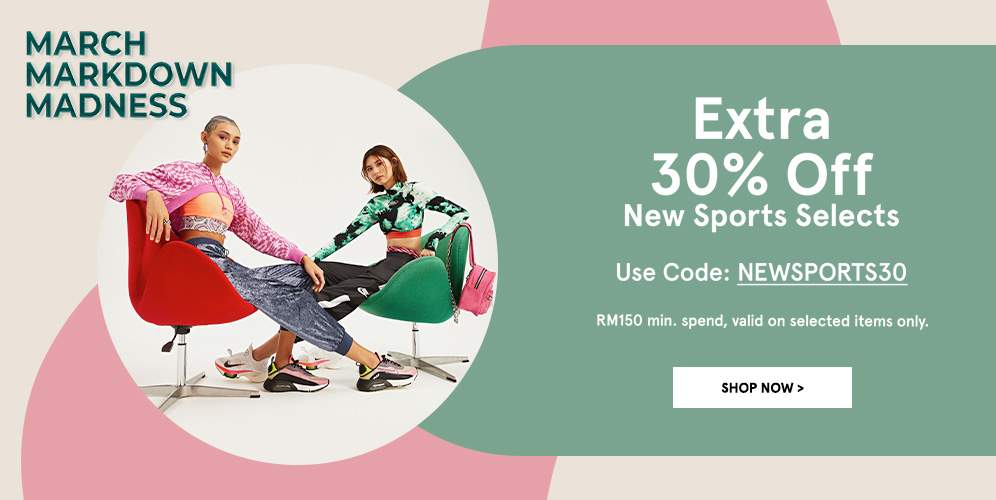 MARCH
MARKDOWN
MADNESS
Extra
30% Off
New Sports Selects
Use Code: NEWSPORTS30
RM150 min. spend, valid on selected items only.
SHOP NOW >